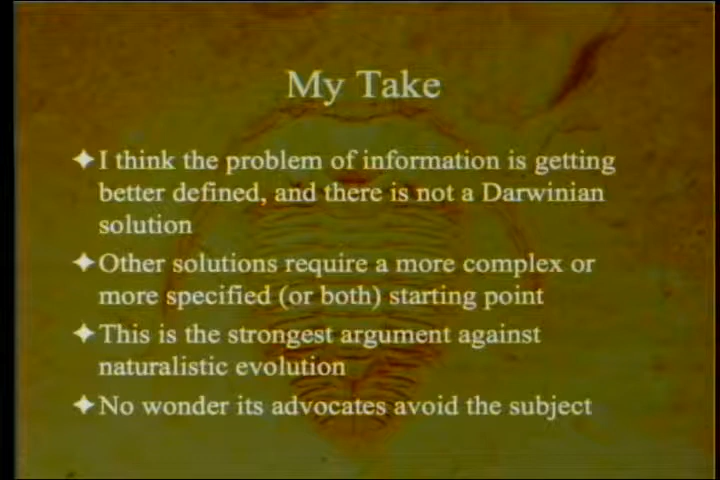 My Take
I think the problem of information is getting
better defined, and there is not a Darwinian
solution
Other solutions require a more complex or
more specified (or both) starting point
This is the strongest argument against
naturalistic evolution
No wonder its advocates avoid the subject